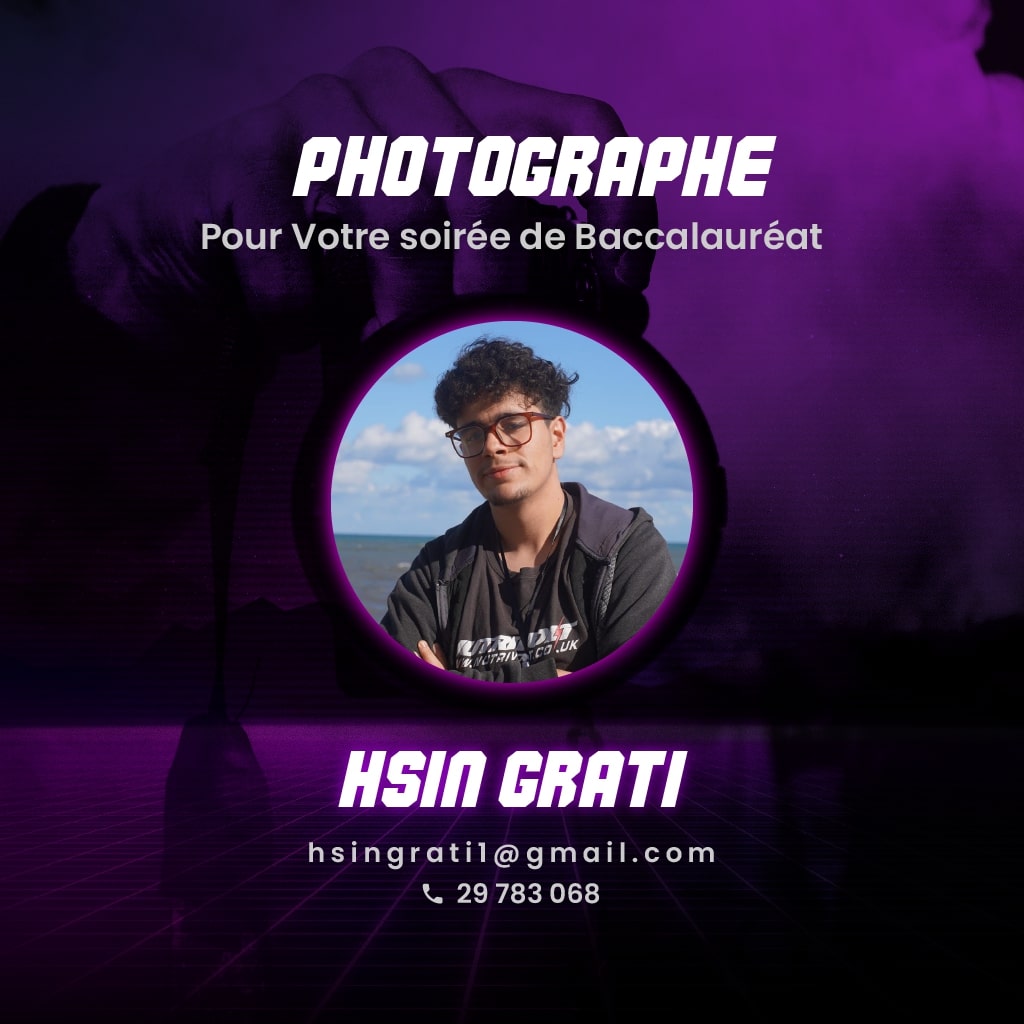 PHOTOGRAPHE
Pour Votre soirée de Baccalauréat
HSIN GRATI
hsingrati1@gmail.com
29 783 068